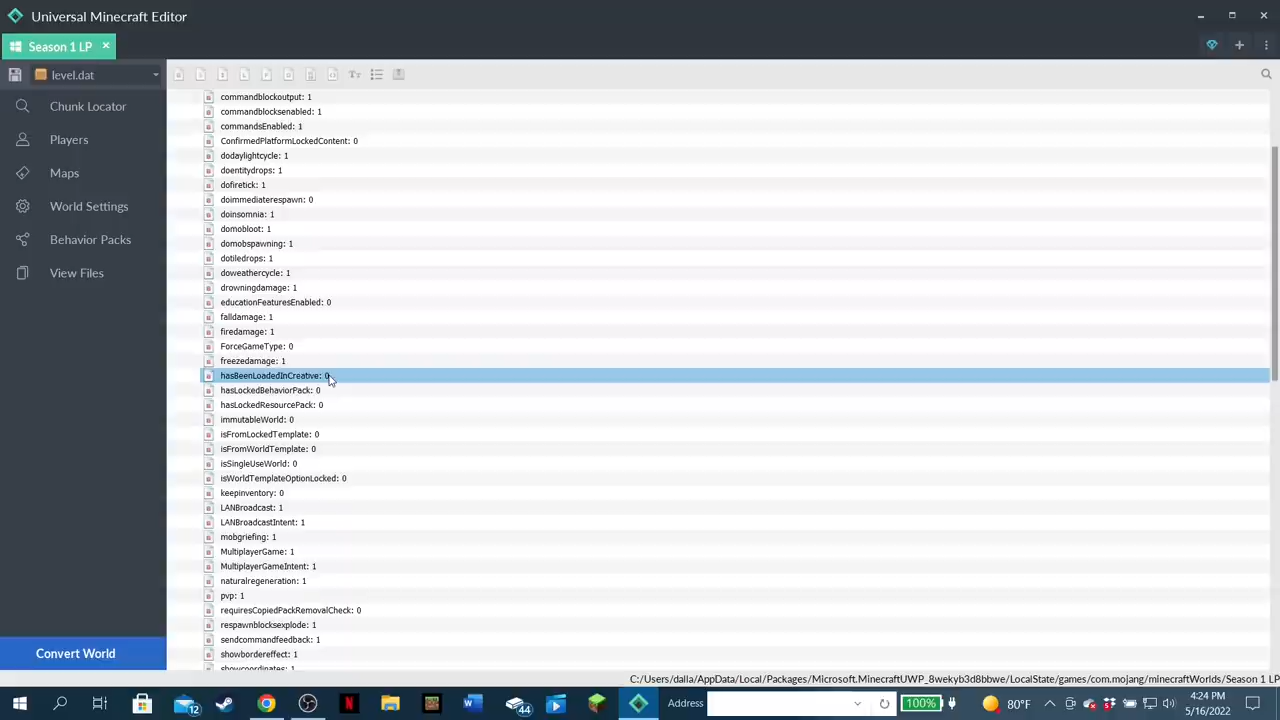 Universal Minecraft Editor
Season 1 LP
level.dat
Chunk Locator
Players
Maps
World Settings
Behavior Packs
View Files
Convert World
commandblockoutput: 1
commandblocksenabled: 1
commandsEnabled: 1
ConfirmedPlatformLockedContent: 0
dodaylightcycle: 1
doentitydrops: 1
dofiretick: 1
doimmediaterespawn: 0
doinsomnia: 1
domobloot: 1
domobspawning: 1
dotiledrops: 1
doweathercycle: 1
drowningdamage: 1
educationFeaturesEnabled: 0
falldamage: 1
firedamage: 1
ForceGameType: 0
freezedamage: 1
hasBeenLoadedInCreative: 0
hasLockedBehaviorPack: 0
hasLockedResourcePack: 0
immutableWorld: 0
isFromLockedTemplate: 0
isFromWorldTemplate: 0
isSingleUseWorld: 0
isWorldTemplateOptionLocked: 0
keepinventory: 0
LANBroadcast: 1
LANBroadcastIntent: 1
mobgriefing: 1
MultiplayerGame: 1
MultiplayerGameIntent: 1
naturalregeneration: 1
pvp: 1
requiresCopiedPackRemovalCheck: 0
respawnblocksexplode: 1
sendcommandfeedback: 1
showbordereffect: 1
showcoordinates: 1
C:/Users/dalla/AppData/Local/Packages/Microsoft.MinecraftUWP_8wekyb3d8bbwe/LocalState/games/com.mojang/minecraftWorlds/Season 1 LP
12
Address
100%
80°F
4:24 PM
5/16/2022